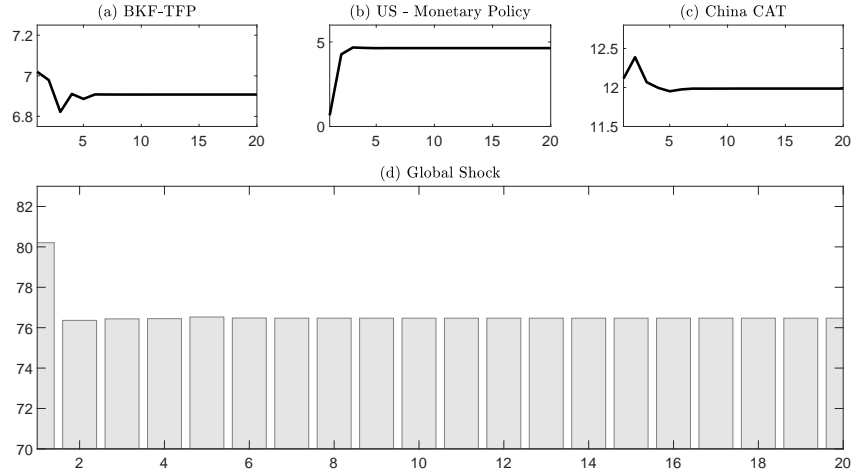 (a) BKF-TFP
7.2
7
6.8
5 10 15 20
(b) US - Monetary Policy
5
0
5 10 15 20
(c) China CAT
12.5
12
11.5
5 10 15 20
(d) Global Shock
82
80
78
76
74
72
70
2 4 6 8 10 12 14 16 18 20